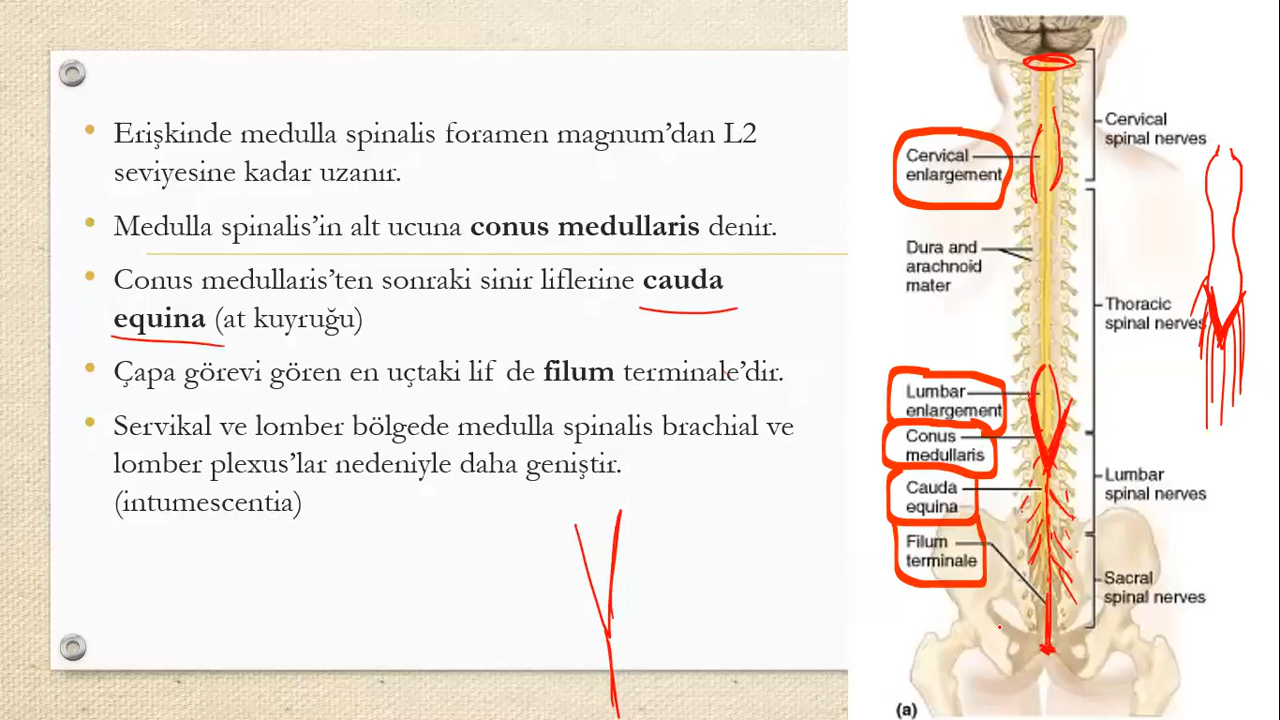 Erişkinde medulla spinalis foramen magnum’dan L2
seviyesine kadar uzanır.
Medulla spinalis’in alt ucuna conus medullaris denir.
Conus medullaris’ten sonraki sinir liflerine cauda
equina (at kuyruğu)
Çapa görevi gören en uçtaki lif de filum terminale’dir.
Servikal ve lomber bölgede medulla spinalis brachial ve
lomber plexus’lar nedeniyle daha geniştir.
(intumescentia)
Cervical
enlargement
Dura and
arachnoid
mater
Lumbar
enlargement
Conus
medullaris
Cauda
equina
Filum
terminale
Cervical
spinal nerves
Thoracic
spinal nerves
Lumbar
spinal nerves
Sacral
spinal nerves
(a)